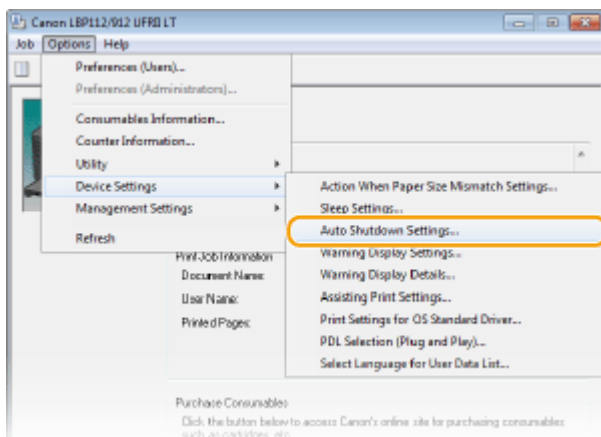 Canon LBP112/912 UFRII LT
Job Options Help
Preferences (Users)...
Preferences (Administrators)...
Consumables Information...
Counter Information...
Utility
Device Settings
Management Settings
Refresh
Action When Paper Size Mismatch Settings...
Sleep Settings...
Auto Shutdown Settings...
Warning Display Settings...
Warning Display Details...
Assisting Print Settings...
Print Settings for OS Standard Driver...
PDL Selection (Plug and Play)...
Select Language for User Data List...
Print Job Information
Document Name:
User Name:
Printed Pages:
Purchase Consumables
Click the button below to access Canon's online site for purchasing consumables
such as cartridges, etc.